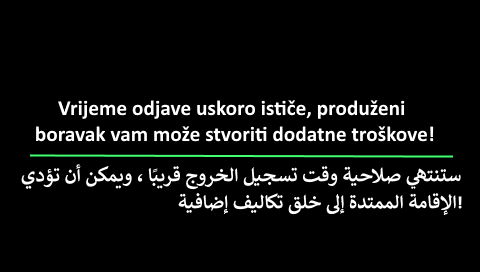 Vrijeme odjave uskoro ističe, produženi
boravak vam može stvoriti dodatne troškove!
ستنتهي صلاحية وقت تسجيل الخروج قريبًا ، ويمكن أن تؤدي
الإقامة الممتدة إلى خلق تكاليف إضافية!